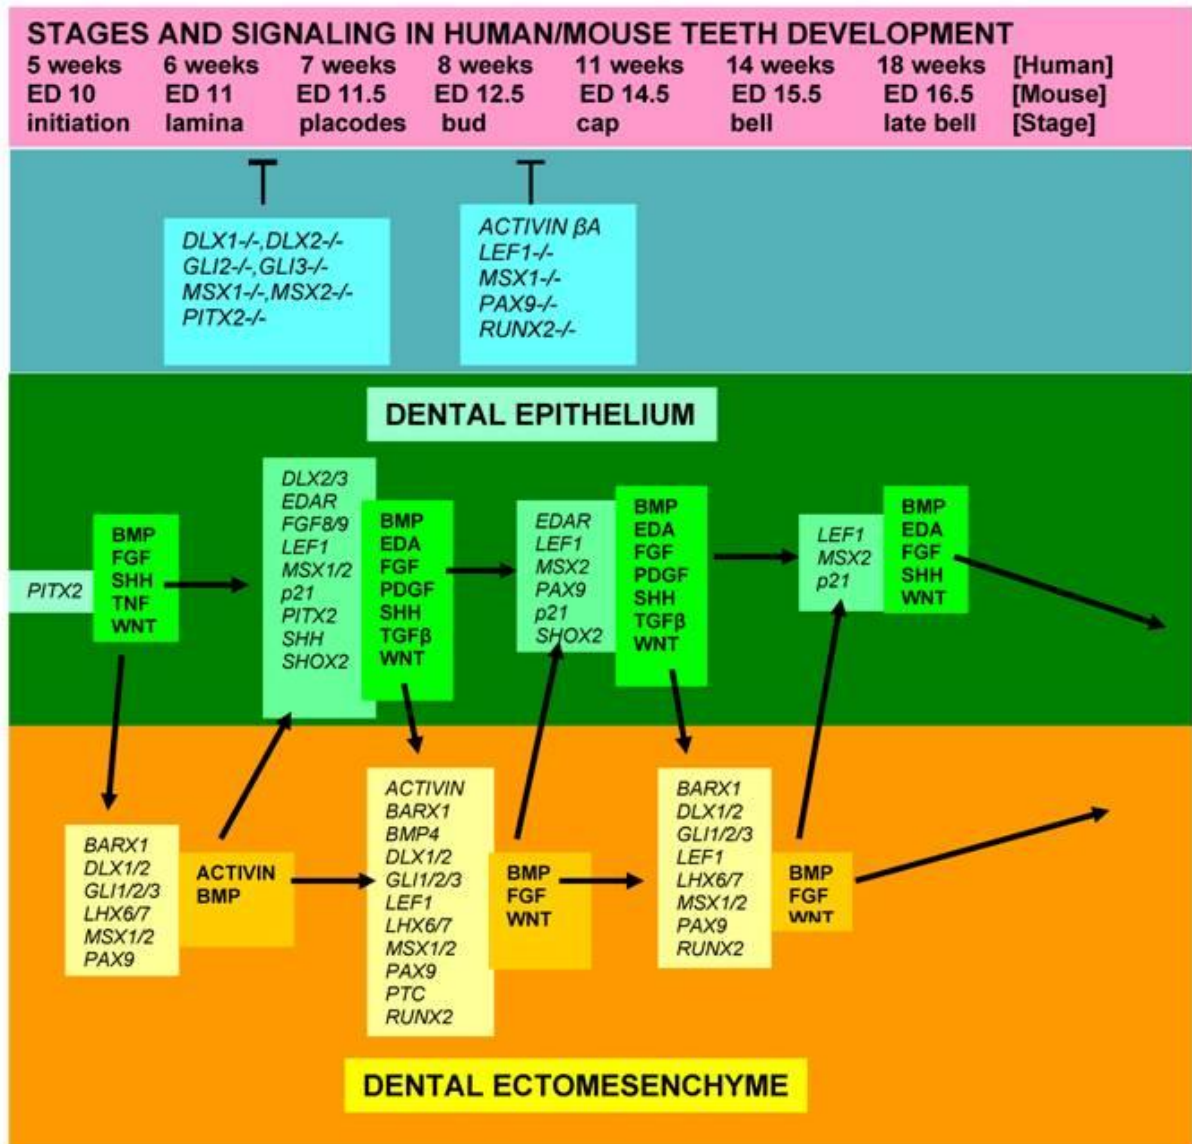 STAGES AND SIGNALING IN HUMAN/MOUSE TEETH DEVELOPMENT
5 weeks 6 weeks 7 weeks 8 weeks 11 weeks 14 weeks 18 weeks [Human]
ED 10 ED 11 ED 11.5 ED 12.5 ED 14.5 ED 15.5 ED 16.5 [Mouse]
initiation lamina placodes bud cap bell late bell [Stage]
DLX1-/-,DLX2-/-
GLI2-/-,GLI3-/-
MSX1-/-,MSX2-/-
PITX2-/-
ACTIVIN βA
LEF1-/-
MSX1-/-
PAX9-/-
RUNX2-/-
DENTAL EPITHELIUM
PITX2
BMP
FGF
SHH
TNF
WNT
DLX2/3
EDAR
FGF8/9
LEF1
MSX1/2
p21
PITX2
SHH
SHOX2
BMP
EDA
FGF
PDGF
SHH
TGFβ
WNT
EDAR
LEF1
MSX2
PAX9
p21
SHOX2
BMP
EDA
FGF
PDGF
SHH
TGFβ
WNT
LEF1
MSX2
p21
BMP
EDA
FGF
SHH
WNT
BARX1
DLX1/2
GLI1/2/3
LHX6/7
MSX1/2
PAX9
ACTIVIN
BMP
ACTIVIN
BARX1
BMP4
DLX1/2
GLI1/2/3
LEF1
LHX6/7
MSX1/2
PAX9
PTC
RUNX2
BMP
FGF
WNT
BARX1
DLX1/2
GLI1/2/3
LEF1
LHX6/7
MSX1/2
PAX9
RUNX2
BMP
FGF
WNT
DENTAL ECTOMESENCHYME